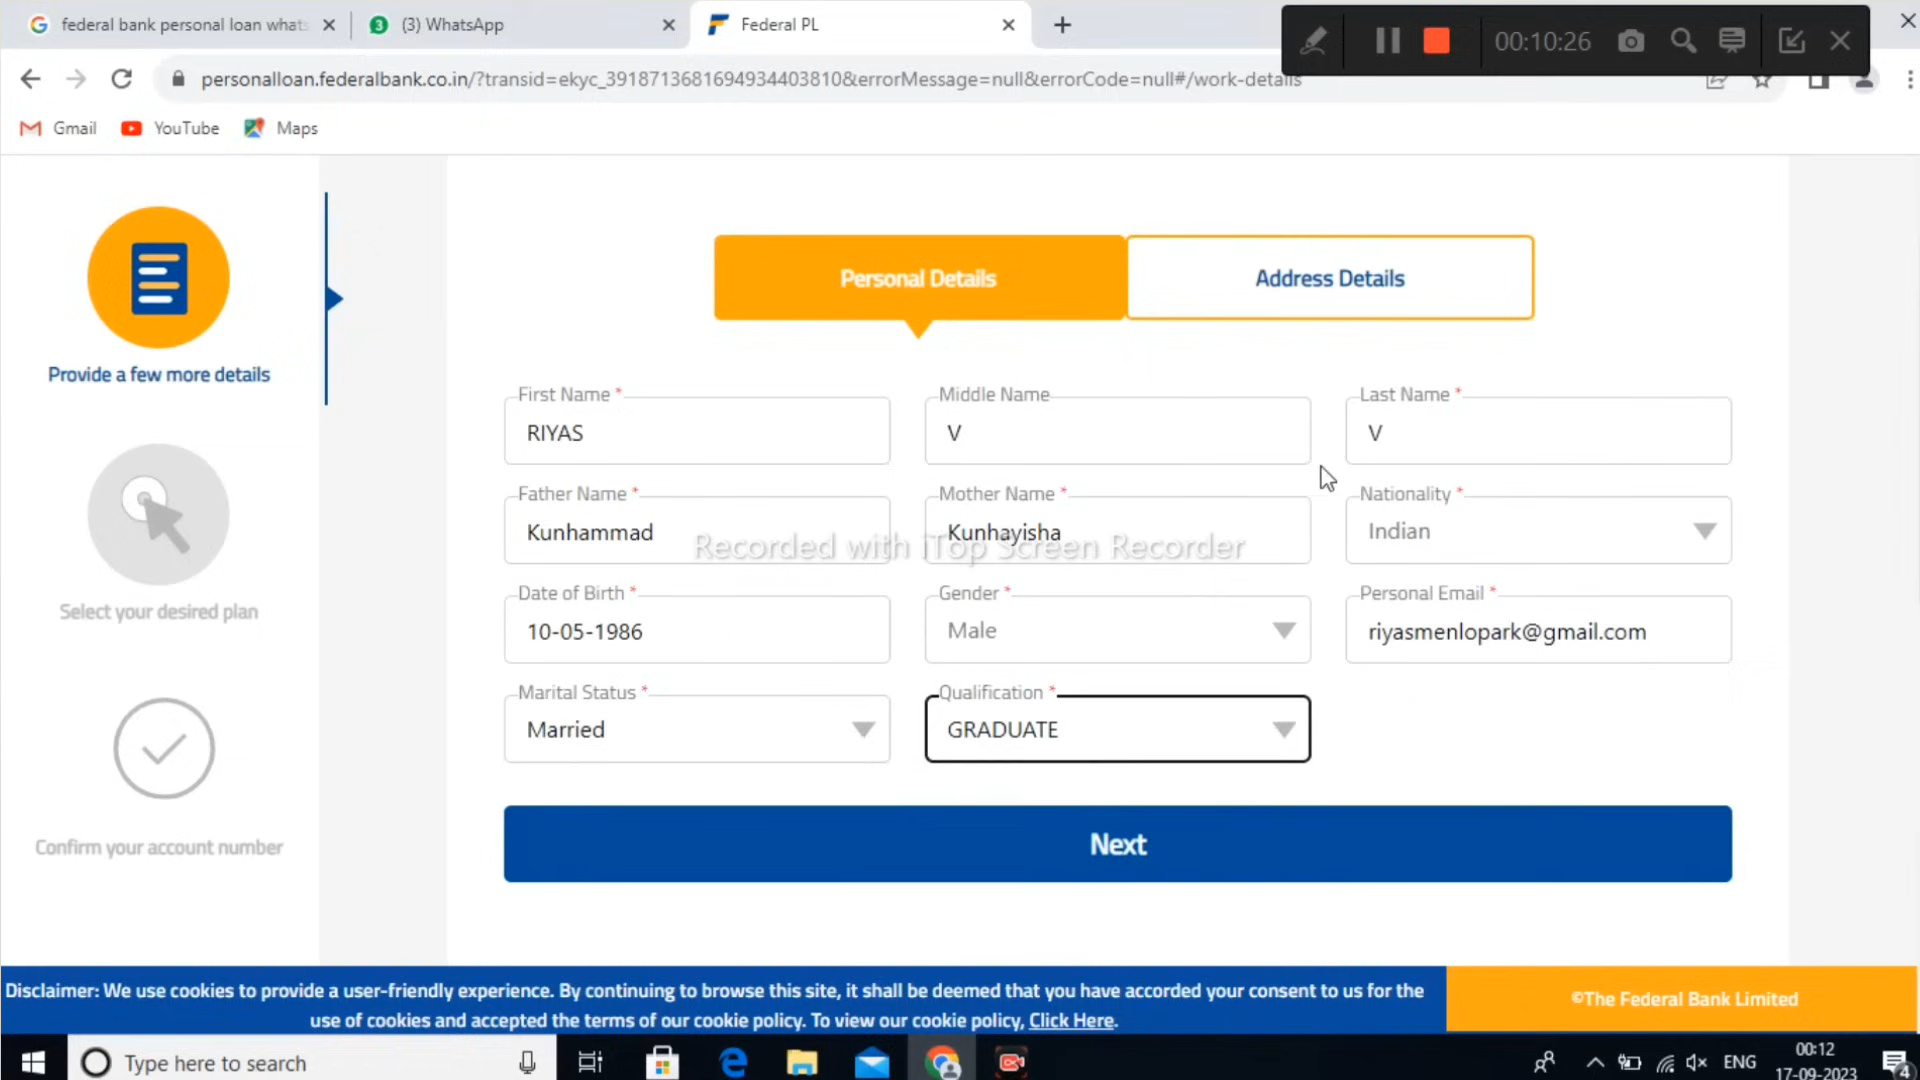 federal bank personal loan whats
3 (3) WhatsApp
Federal PL
00:10:26
personalloan.federalbank.co.in/?transid=ekyc_3918713681694934403810&errorMessage=null&errorCode=null#/work-details
Gmail YouTube Maps
Personal Details Address Details
Provide a few more details
First Name * Middle Name Last Name *
RIYAS V V
Father Name * Mother Name * Nationality *
Kunhammad Kunhayisha Indian
Recorded with iTop Screen Recorder
Date of Birth * Gender * Personal Email *
10-05-1986 Male riyasmenlopark@gmail.com
Select your desired plan
Marital Status * Qualification *
Married GRADUATE
Next
Confirm your account number
Disclaimer: We use cookies to provide a user-friendly experience. By continuing to browse this site, it shall be deemed that you have accorded your consent to us for the
use of cookies and accepted the terms of our cookie policy. To view our cookie policy, Click Here.
©The Federal Bank Limited
Type here to search
ENG
00:12
17-09-2023
4